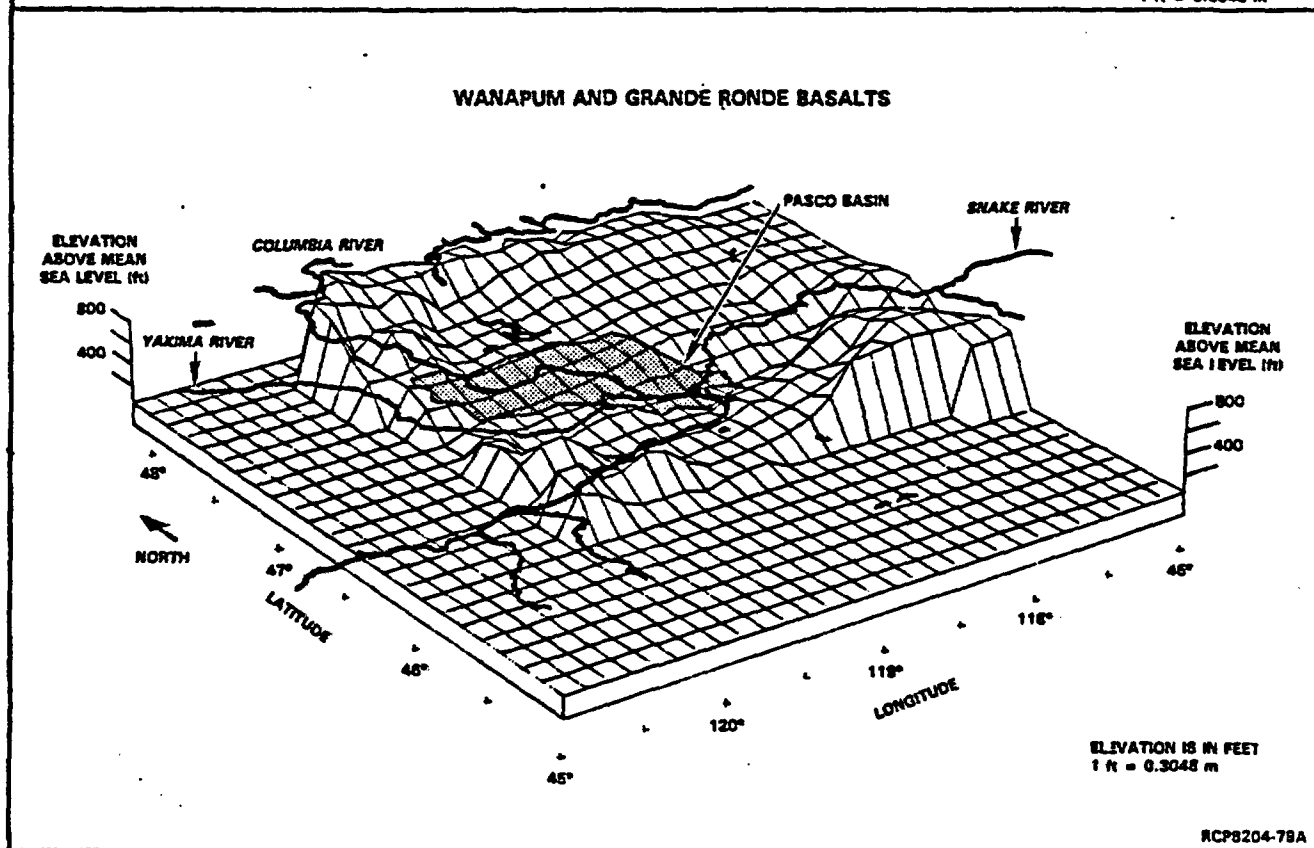 WANAPUM AND GRANDE RONDE BASALTS
PASCO BASIN
SNAKE RIVER
COLUMBIA RIVER
ELEVATION
ABOVE MEAN
SEA LEVEL (ft)
800
400
YAKIMA RIVER
ELEVATION
ABOVE MEAN
SEA LEVEL (ft)
800
400
48°
NORTH
47°
LATITUDE
46°
45°
120°
119°
LONGITUDE
118°
45°
ELEVATION IS IN FEET
1 ft = 0.3048 m
RCP8204-79A